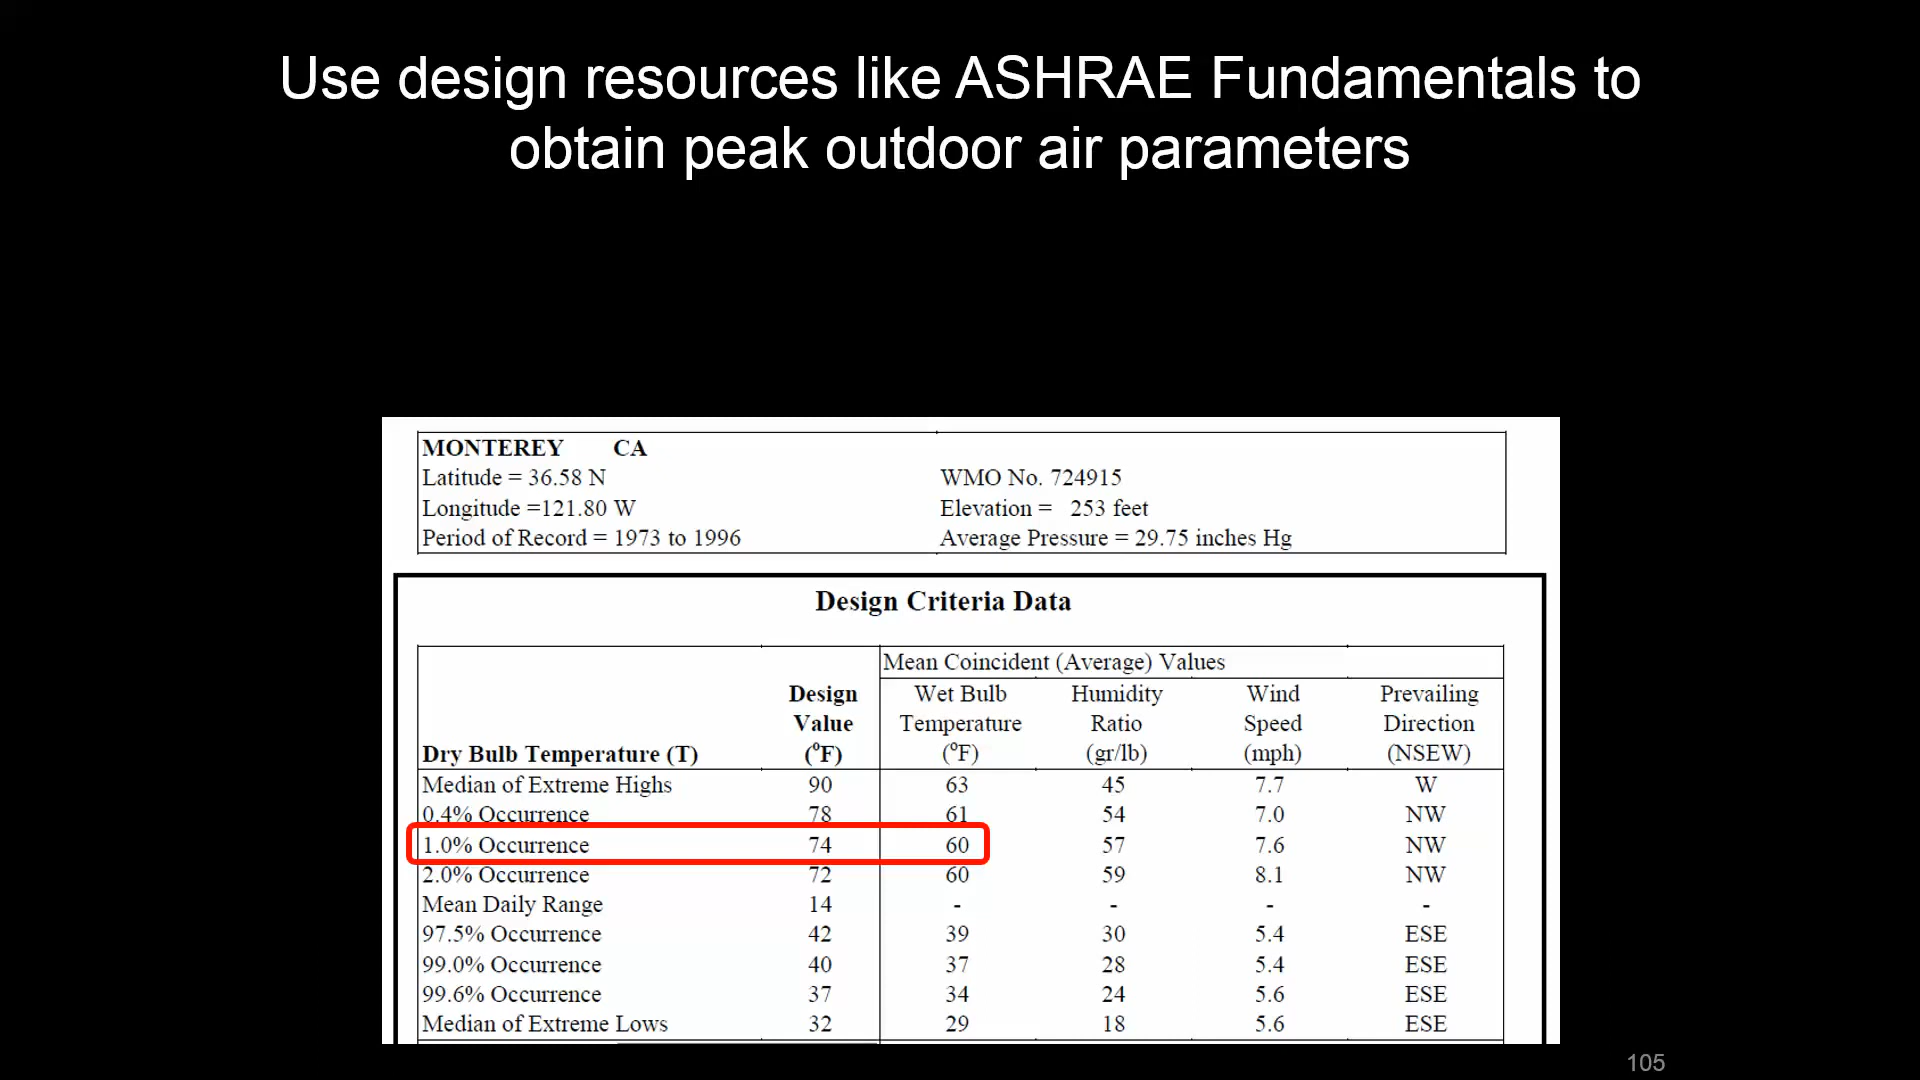 Use design resources like ASHRAE Fundamentals to
obtain peak outdoor air parameters
MONTEREY CA
Latitude = 36.58 N WMO No. 724915
Longitude =121.80 W Elevation = 253 feet
Period of Record = 1973 to 1996 Average Pressure = 29.75 inches Hg
Design Criteria Data
Mean Coincident (Average) Values
Design Wet Bulb Humidity Wind Prevailing
Value Temperature Ratio Speed Direction
Dry Bulb Temperature (T) (°F) (°F) (gr/lb) (mph) (NSEW)
Median of Extreme Highs 90 63 45 7.7 W
0.4% Occurrence 78 61 54 7.0 NW
1.0% Occurrence 74 60 57 7.6 NW
2.0% Occurrence 72 60 59 8.1 NW
Mean Daily Range 14 - - - -
97.5% Occurrence 42 39 30 5.4 ESE
99.0% Occurrence 40 37 28 5.4 ESE
99.6% Occurrence 37 34 24 5.6 ESE
Median of Extreme Lows 32 29 18 5.6 ESE
105